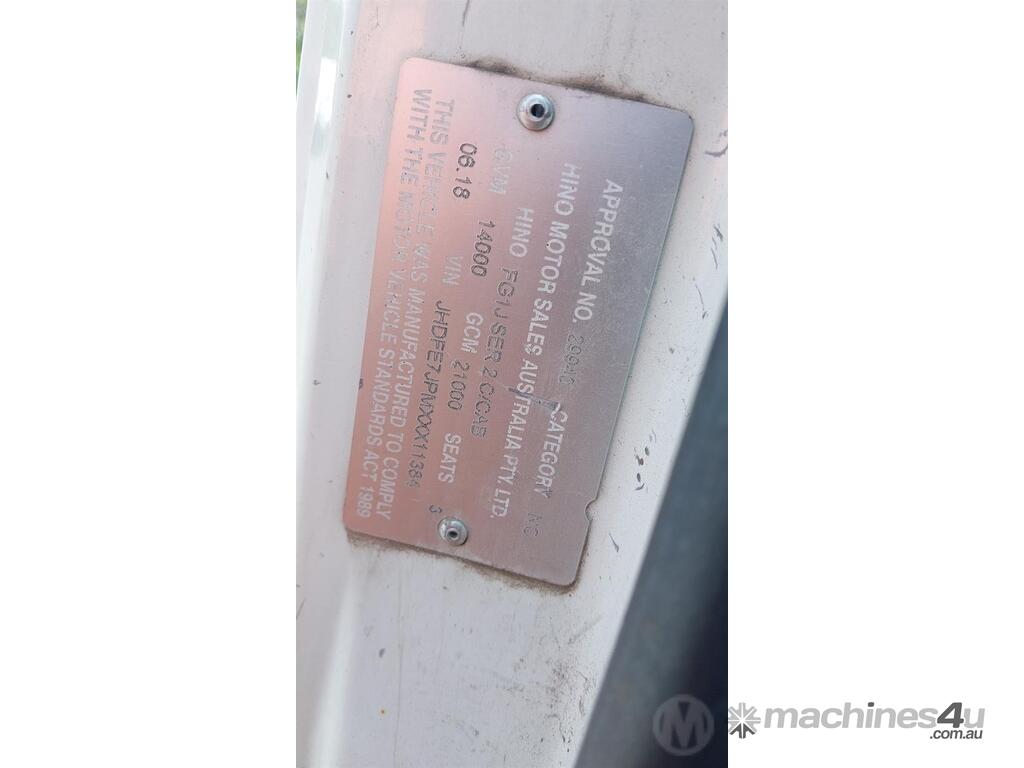 APPROVAL NO. 29910 CATEGORY NC
HINO MOTOR SALES AUSTRALIA PTY. LTD.
HINO FG1J SER 2 C/CAB
GVM 14000 GCM 21000 SEATS 3
06.18 VIN JHDFE7JPMXXX11384
THIS VEHICLE WAS MANUFACTURED TO COMPLY
WITH THE MOTOR VEHICLE STANDARDS ACT 1989
M machines4u
.com.au